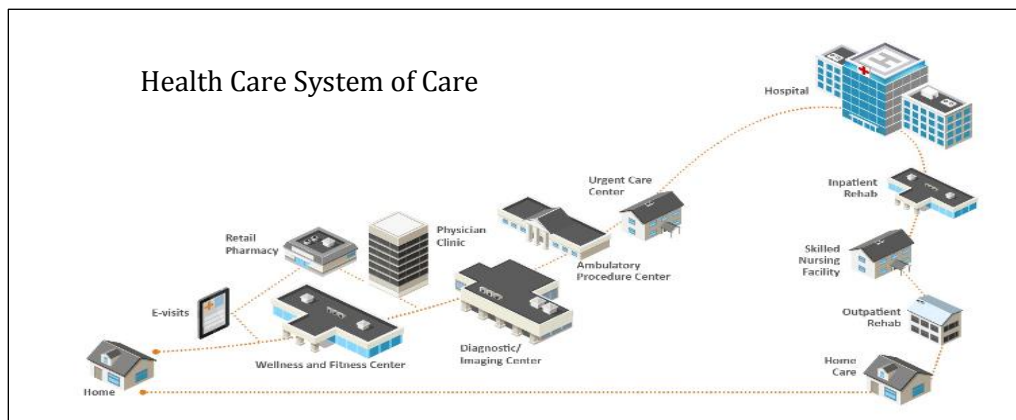 Health Care System of Care
Hospital
Urgent Care
Center
Inpatient
Rehab
Retail
Pharmacy
Physician
Clinic
Ambulatory
Procedure Center
Skilled
Nursing
Facility
E-visits
Outpatient
Rehab
Diagnostic/
Imaging Center
Wellness and Fitness Center
Home
Care
Home
H